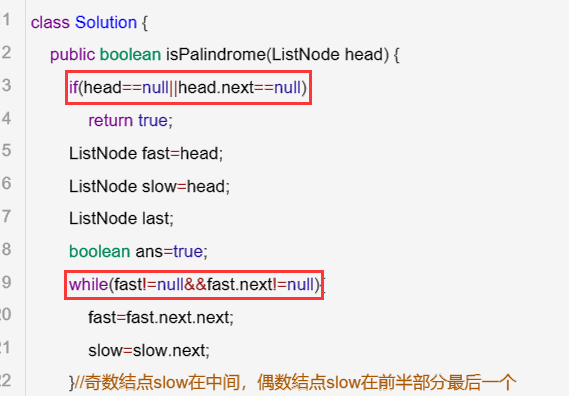 1 class Solution {
2 public boolean isPalindrome(ListNode head) {
3 if(head==null||head.next==null)
4 return true;
5 ListNode fast=head;
6 ListNode slow=head;
7 ListNode last;
8 boolean ans=true;
9 while(fast!=null&&fast.next!=null){
20 fast=fast.next.next;
21 slow=slow.next;
22 }//奇数结点slow在中间，偶数结点slow在前半部分最后一个